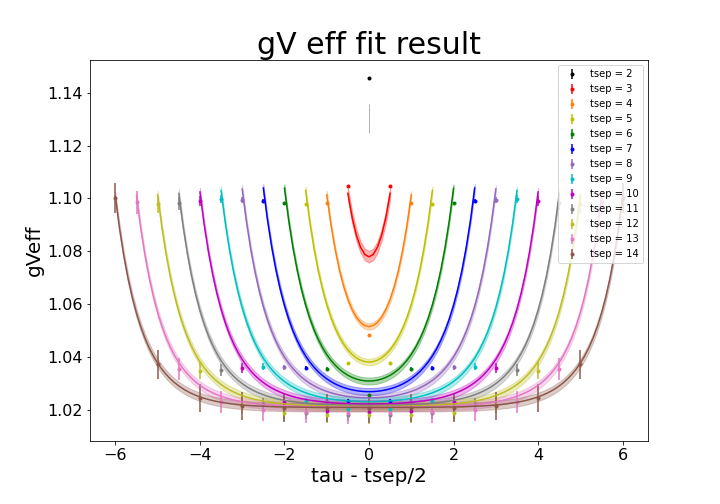 gV eff fit result
gVeff
1.14
1.12
1.10
1.08
1.06
1.04
1.02
−6
−4
−2
0
2
4
6
tau - tsep/2
tsep = 2
tsep = 3
tsep = 4
tsep = 5
tsep = 6
tsep = 7
tsep = 8
tsep = 9
tsep = 10
tsep = 11
tsep = 12
tsep = 13
tsep = 14